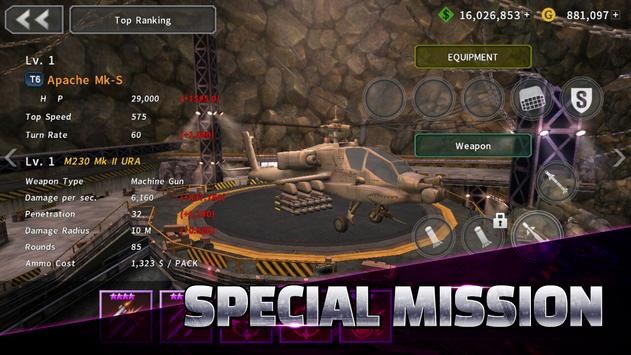 Top Ranking
$ 16,026,853 +
G 881,097 +
Lv. 1
T6 Apache Mk-S
H P 29,000
Top Speed 575
Turn Rate 60
Lv. 1 M230 Mk II URA
Weapon Type Machine Gun
Damage per sec. 6,160
Penetration 32
Damage Radius 10 M
Rounds 85
Ammo Cost 1,323 $ / PACK
EQUIPMENT
S
Weapon
SPECIAL MISSION